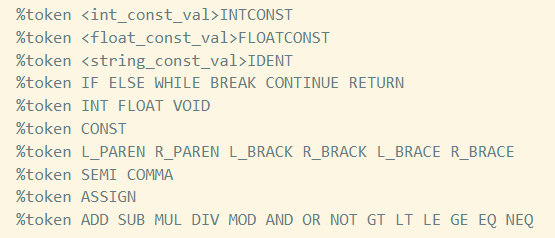 %token <int_const_val>INTCONST
%token <float_const_val>FLOATCONST
%token <string_const_val>IDENT
%token IF ELSE WHILE BREAK CONTINUE RETURN
%token INT FLOAT VOID
%token CONST
%token L_PAREN R_PAREN L_BRACK R_BRACK L_BRACE R_BRACE
%token SEMI COMMA
%token ASSIGN
%token ADD SUB MUL DIV MOD AND OR NOT GT LT LE GE EQ NEQ